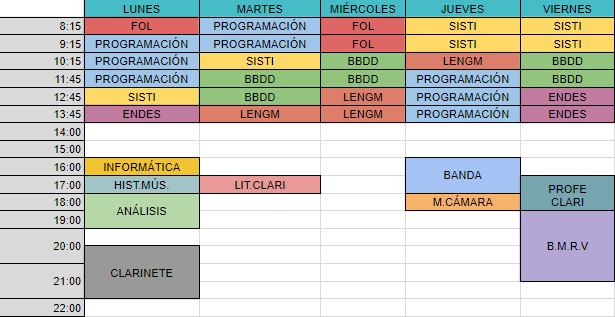 LUNES MARTES MIÉRCOLES JUEVES VIERNES
8:15 FOL PROGRAMACIÓN FOL SISTI SISTI
9:15 PROGRAMACIÓN PROGRAMACIÓN FOL SISTI SISTI
10:15 PROGRAMACIÓN SISTI BBDD LENGM BBDD
11:45 PROGRAMACIÓN BBDD BBDD PROGRAMACIÓN BBDD
12:45 SISTI BBDD LENGM PROGRAMACIÓN ENDES
13:45 ENDES LENGM LENGM PROGRAMACIÓN ENDES
14:00
15:00
16:00 INFORMÁTICA
BANDA
17:00 HIST.MÚS. LIT.CLARI
PROFE
18:00 M.CÁMARA CLARI
ANÁLISIS
19:00
20:00
B.M.R.V
CLARINETE
21:00
22:00